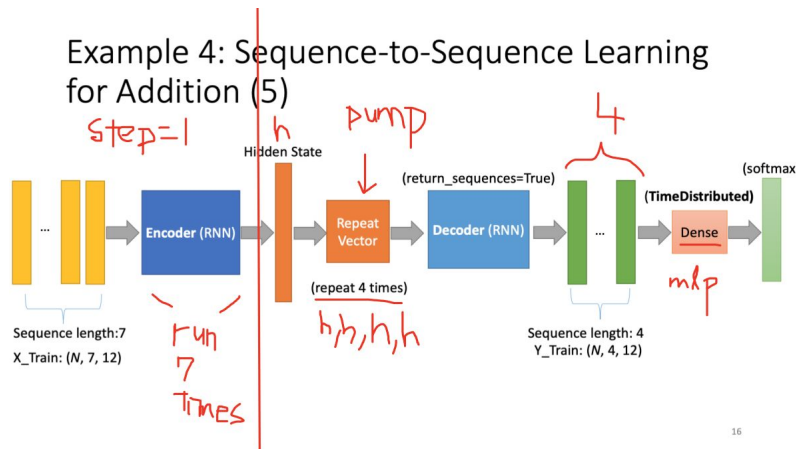 Example 4: Sequence-to-Sequence Learning
for Addition (5)
step=1
h
pump
4
Hidden State
(return_sequences=True)
(softmax
(TimeDistributed)
...
Encoder (RNN)
Repeat
Vector
Decoder (RNN)
...
Dense
(repeat 4 times)
mlp
Sequence length:7
X_Train: (N, 7, 12)
run
7
times
h,h,h,h
Sequence length: 4
Y_Train: (N, 4, 12)
16